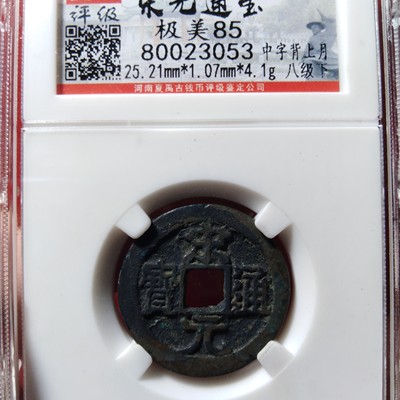 评级
宋元通宝
极美85
80023053 中字背上月
25.21mm*1.07mm*4.1g 八级下
河南夏禹古钱币评级鉴定公司
宋元通寳